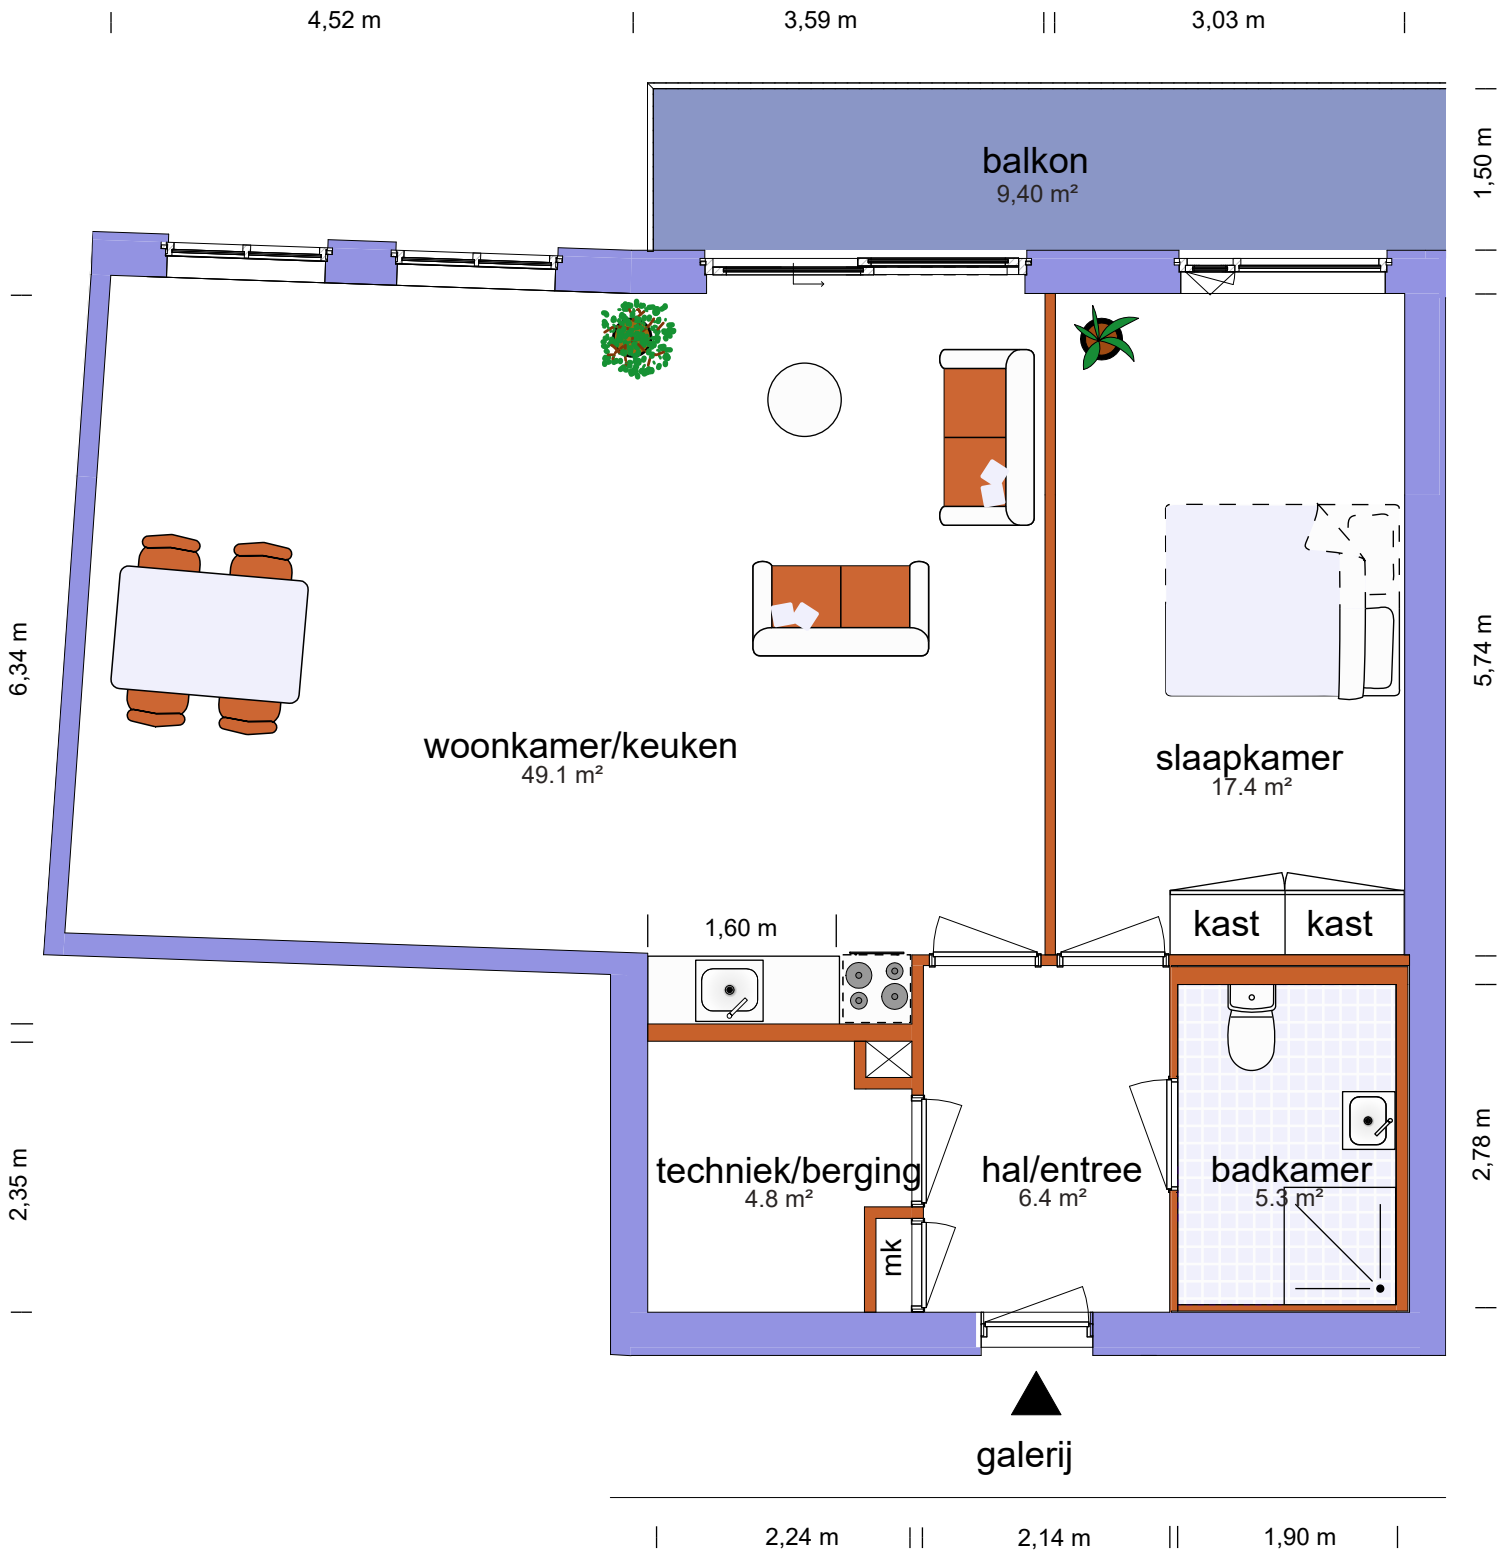 4,52 m
3,59 m
3,03 m
balkon
9,40 m²
1,50 m
6,34 m
5,74 m
woonkamer/keuken
49.1 m²
slaapkamer
17.4 m²
1,60 m
kast
kast
2,35 m
2,78 m
techniek/berging
4.8 m²
hal/entree
6.4 m²
badkamer
5.3 m²
mk
galerij
2,24 m
2,14 m
1,90 m